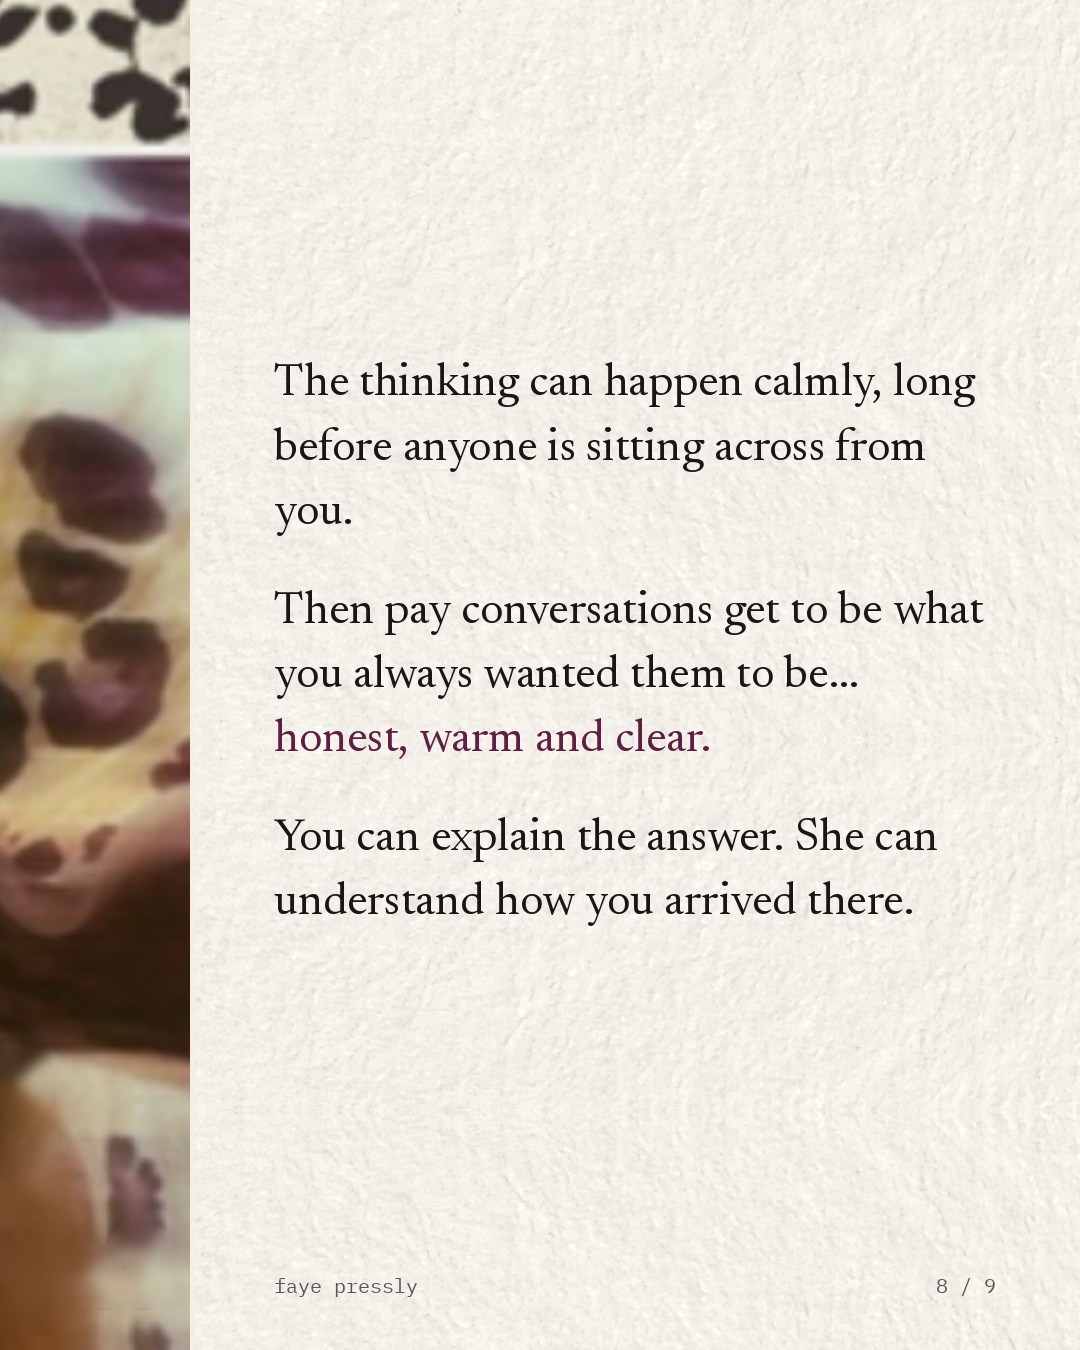 The thinking can happen calmly, long
before anyone is sitting across from
you.
Then pay conversations get to be what
you always wanted them to be...
honest, warm and clear.
You can explain the answer. She can
understand how you arrived there.
faye pressly
8 / 9